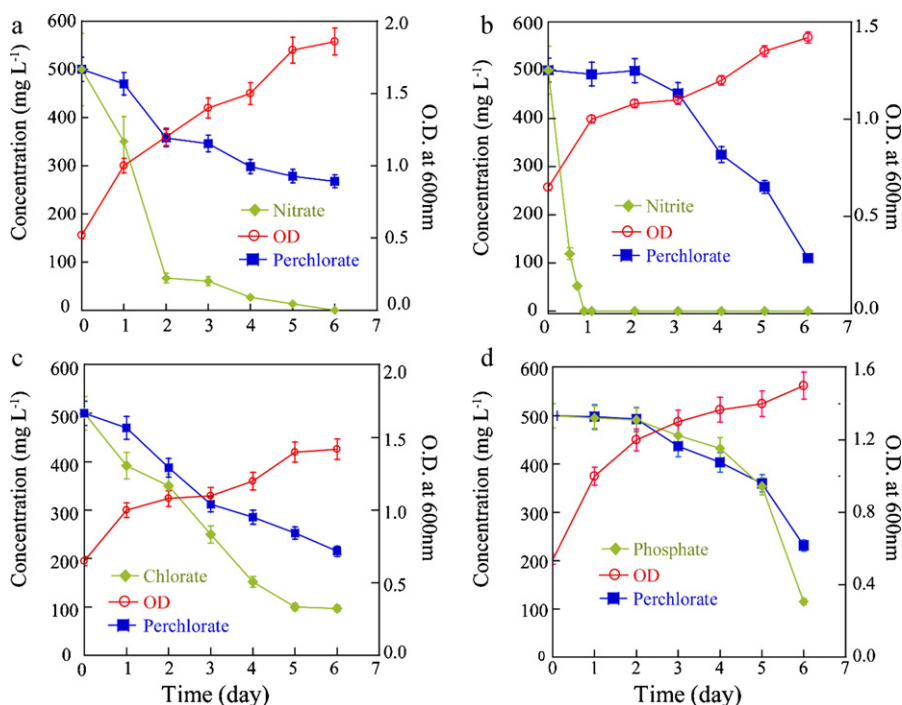 a
600
500
400
300
200
100
0
Concentration (mg L-1)
2.0
1.5
1.0
0.5
0.0
O.D. at 600nm
Nitrate
OD
Perchlorate
0 1 2 3 4 5 6 7
b
600
500
400
300
200
100
0
Concentration (mg L-1)
1.5
1.0
0.5
0.0
O.D. at 600nm
Nitrite
OD
Perchlorate
0 1 2 3 4 5 6 7
c
600
500
400
300
200
100
0
Concentration (mg L-1)
2.0
1.5
1.0
0.5
0.0
O.D. at 600nm
Chlorate
OD
Perchlorate
0 1 2 3 4 5 6 7
Time (day)
d
600
500
400
300
200
100
0
Concentration (mg L-1)
1.6
1.2
0.8
0.4
0.0
O.D. at 600nm
Phosphate
OD
Perchlorate
0 1 2 3 4 5 6 7
Time (day)